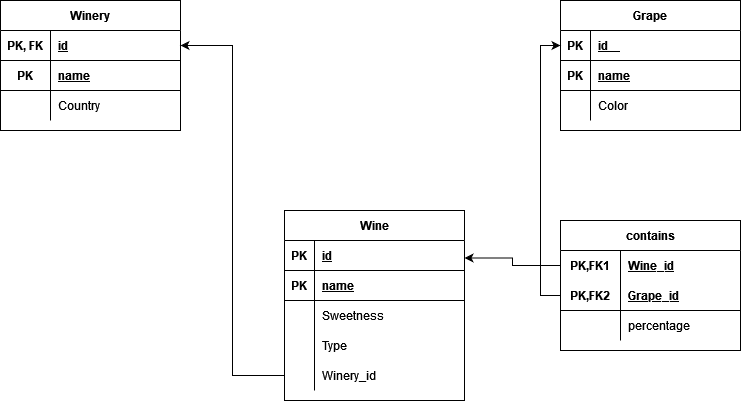 Winery
PK, FK id
PK name
Country
Grape
PK id
PK name
Color
Wine
PK id
PK name
Sweetness
Type
Winery_id
contains
PK,FK1 Wine_id
PK,FK2 Grape_id
percentage